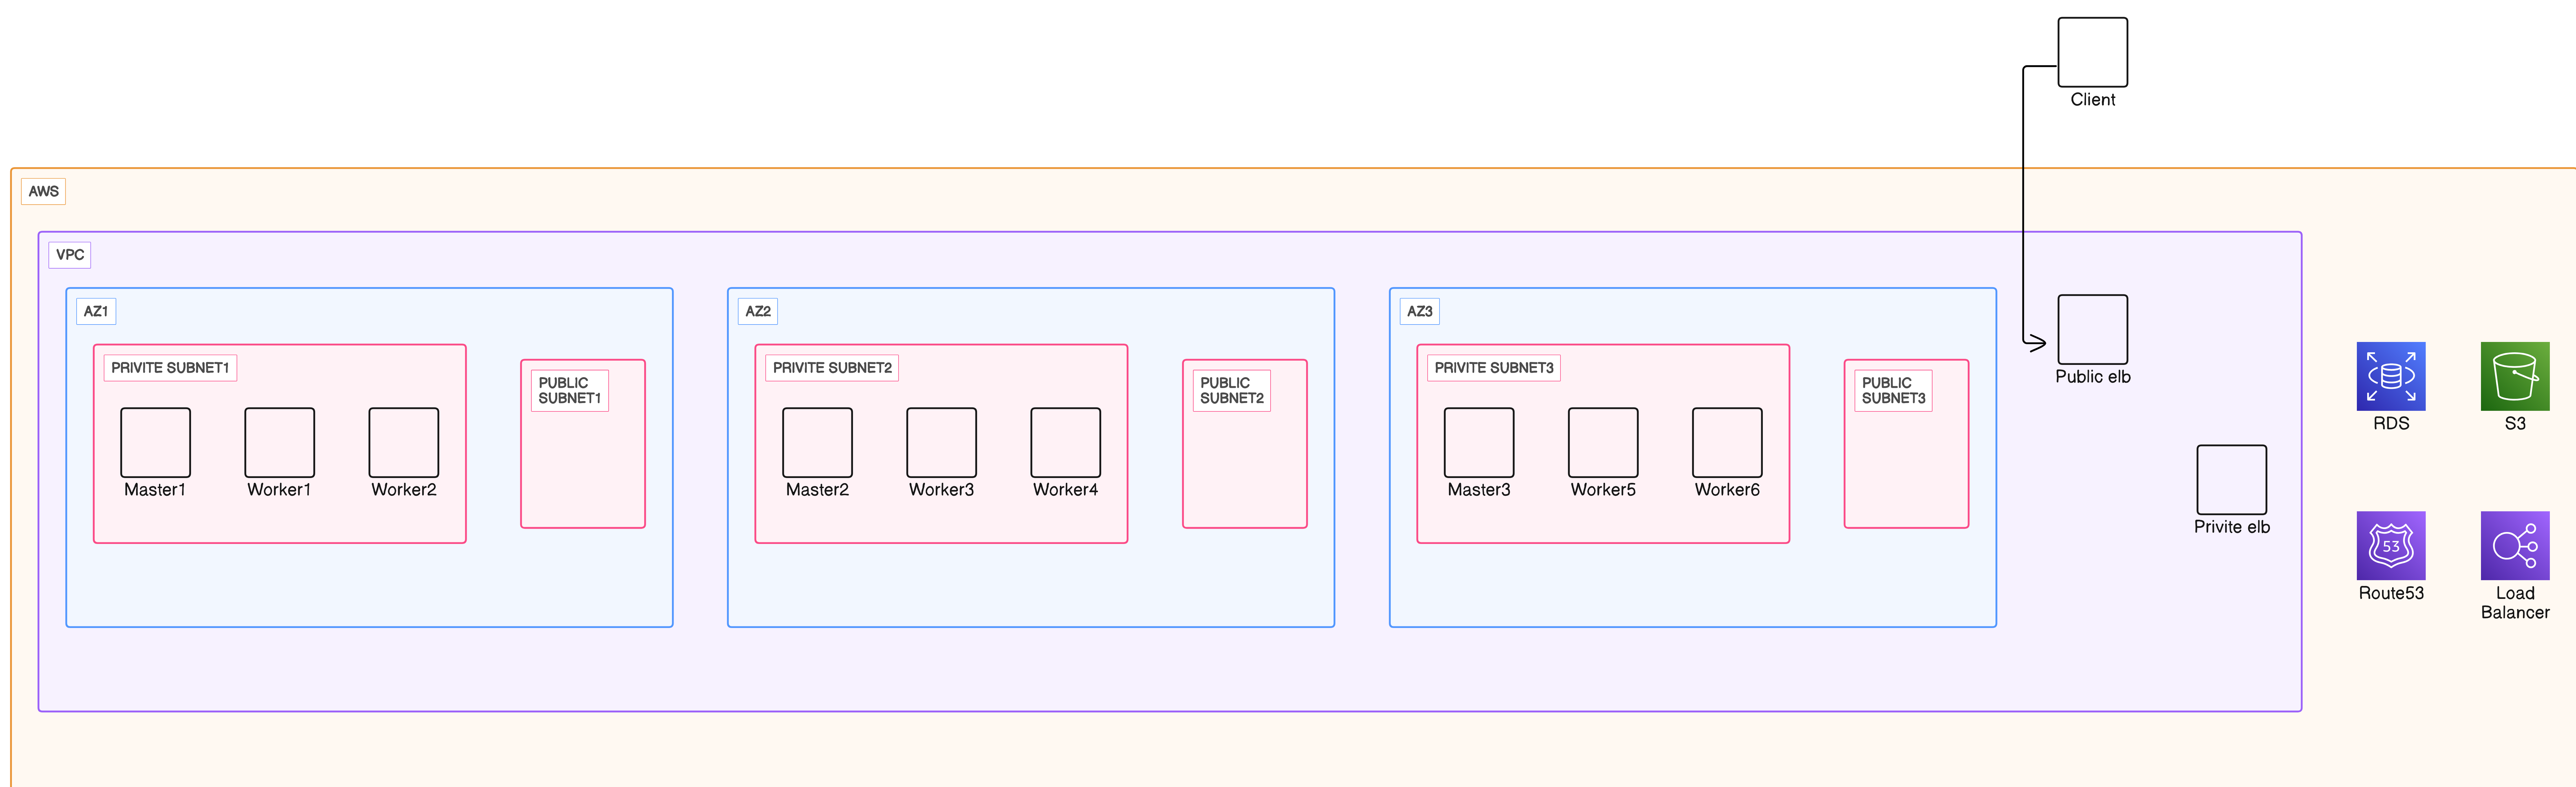 Client
AWS
VPC
AZ1
AZ2
AZ3
PRIVITE SUBNET1
PUBLIC
SUBNET1
PRIVITE SUBNET2
PUBLIC
SUBNET2
PRIVITE SUBNET3
PUBLIC
SUBNET3
Public elb
RDS
S3
Master1
Worker1
Worker2
Master2
Worker3
Worker4
Master3
Worker5
Worker6
Privite elb
53
Route53
Load
Balancer